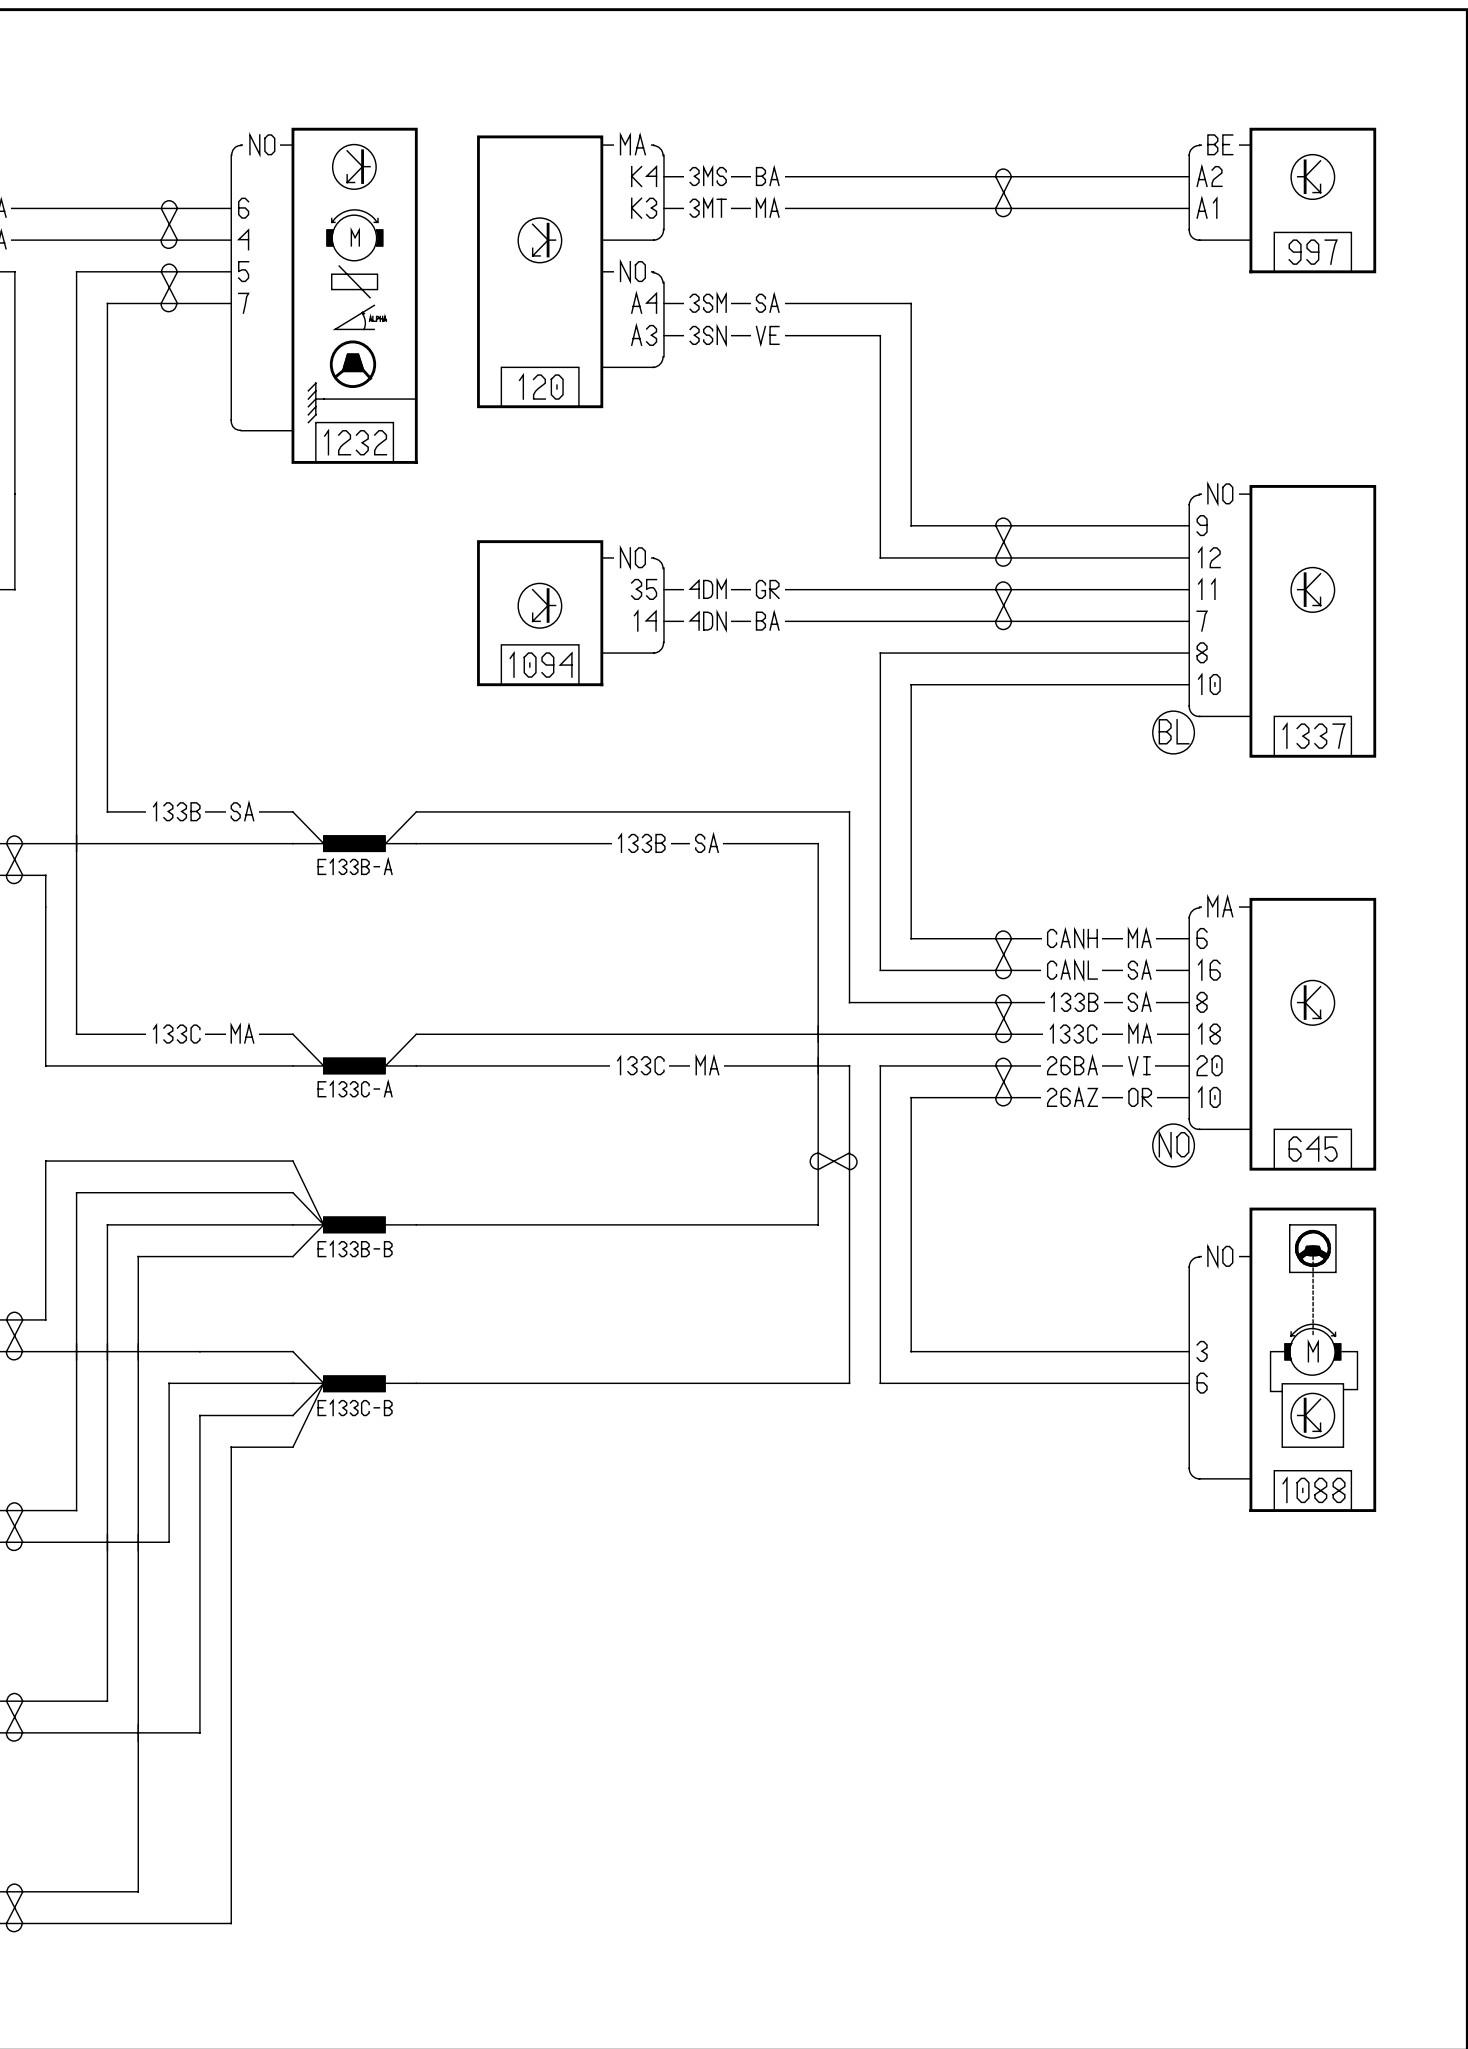 NO MA BE
K4 3MS BA A2
A 6 K3 3MT MA A1
A 4 M 997
5 NO
7 A4 3SM SA
ALPHA A3 3SN VE
120
1232
NO
9
NO 12
35 4DM GR 11
14 4DN BA 7
1094 8
10
BL 1337
133B SA
133B SA
E133B-A
MA
CANH MA 6
CANL SA 16
133B SA 8
133C MA 133C MA 18
133C MA 26BA VI 20
E133C-A 26AZ OR 10
NO 645
E133B-B NO
3 M
6
E133C-B
1088